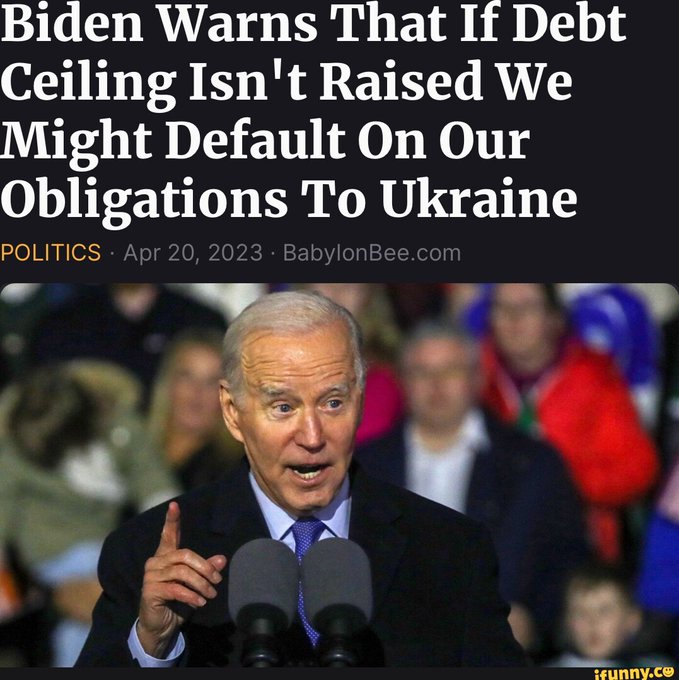 Biden Warns That If Debt
Ceiling Isn't Raised We
Might Default On Our
Obligations To Ukraine
POLITICS · Apr 20, 2023 · BabylonBee.com
ifunny.co